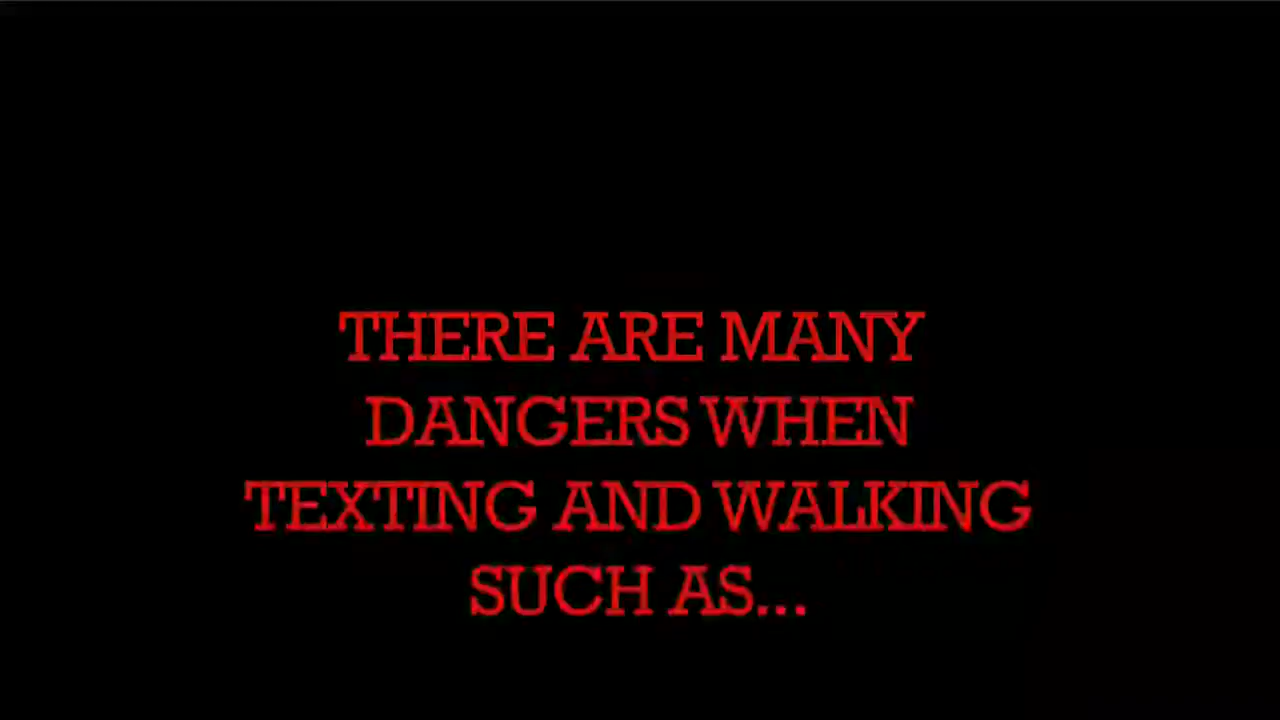 THERE ARE MANY
DANGERS WHEN
TEXTING AND WALKING
SUCH AS...